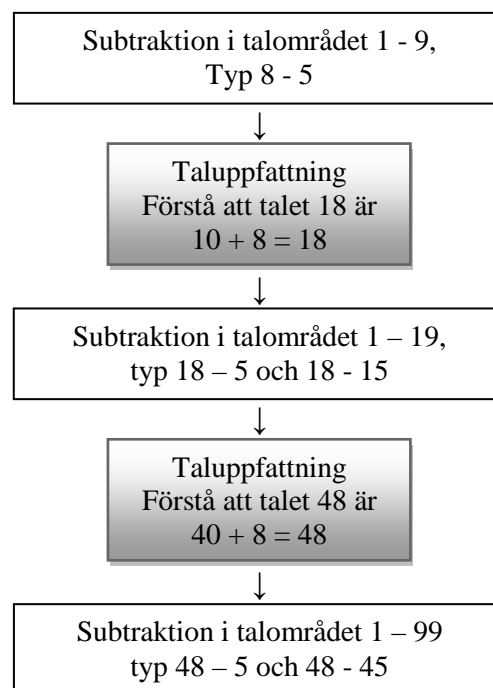 Subtraktion i talområdet 1 - 9,
Typ 8 - 5
↓
Taluppfattning
Förstå att talet 18 är
10 + 8 = 18
↓
Subtraktion i talområdet 1 – 19,
typ 18 – 5 och 18 - 15
↓
Taluppfattning
Förstå att talet 48 är
40 + 8 = 48
↓
Subtraktion i talområdet 1 – 99
typ 48 – 5 och 48 - 45